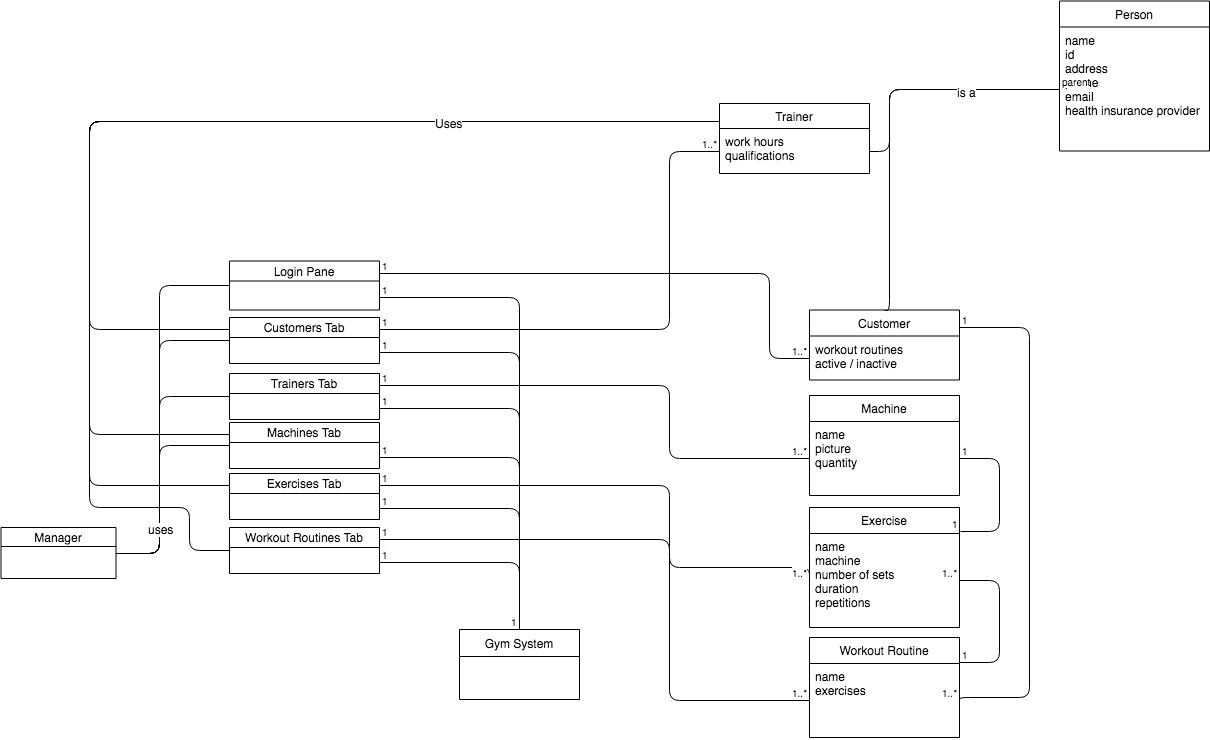 Person
name
id
address
parent
email
health insurance provider
is a
Trainer
work hours
qualifications
1..*
Uses
Login Pane
1
1
Customers Tab
1
1
Trainers Tab
1
1
Machines Tab
1
Exercises Tab
1
1
Workout Routines Tab
1
1
uses
Manager
Gym System
1
Customer
workout routines
active / inactive
1..*
1
Machine
name
picture
quantity
1..*
1
Exercise
name
machine
number of sets
duration
repetitions
1
1..*
1..*
Workout Routine
name
exercises
1
1..*
1..*